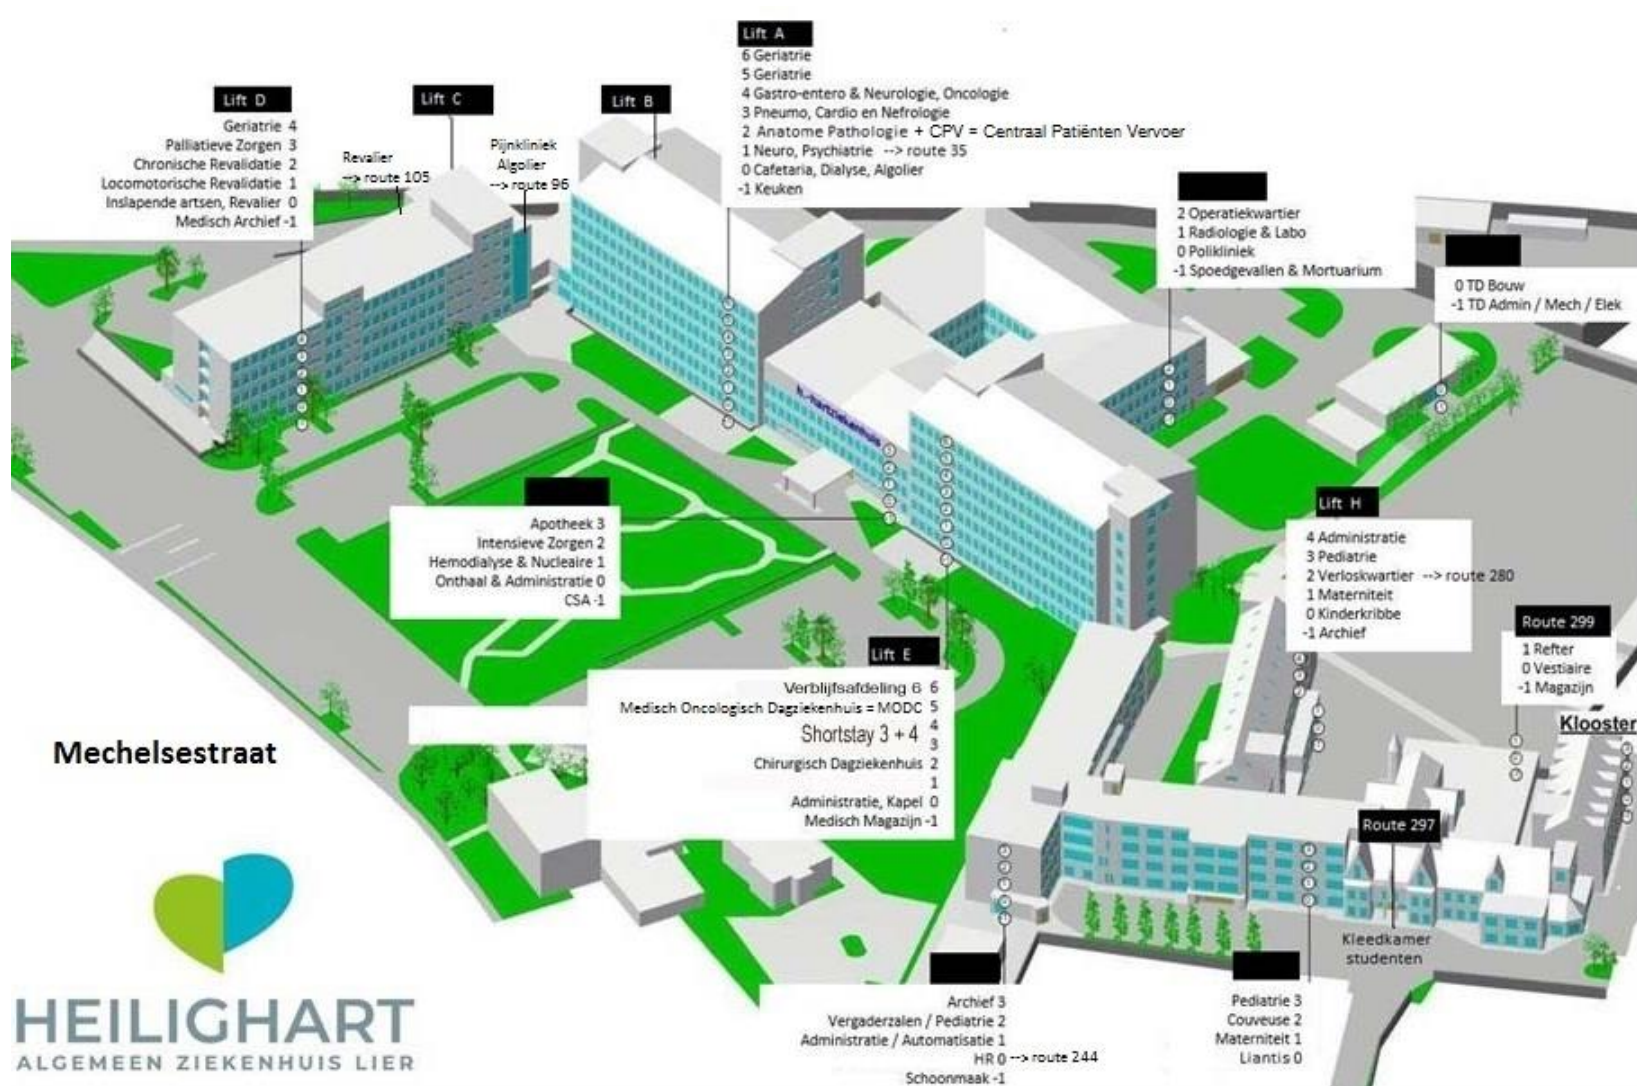 Lift A
6 Geriatrie
5 Geriatrie
4 Gastro-entero & Neurologie, Oncologie
3 Pneumo, Cardio en Nefrologie
2 Anatome Pathologie + CPV = Centraal Patiënten Vervoer
1 Neuro, Psychiatrie --> route 35
0 Cafetaria, Dialyse, Algolier
-1 Keuken
Lift D
Geriatrie 4
Palliatieve Zorgen 3
Chronische Revalidatie 2
Locomotorische Revalidatie 1
Inslapende artsen, Revalier 0
Medisch Archief -1
Lift C
Revalier
--> route 105
Pijnkliniek
Algolier
--> route 96
Lift B
2 Operatiekwartier
1 Radiologie & Labo
0 Polikliniek
-1 Spoedgevallen & Mortuarium
0 TD Bouw
-1 TD Admin / Mech / Elek
h.-hartziekenhuis
Apotheek 3
Intensieve Zorgen 2
Hemodialyse & Nucleaire 1
Onthaal & Administratie 0
CSA -1
Lift H
4 Administratie
3 Pediatrie
2 Verloskwartier --> route 280
1 Materniteit
0 Kinderkribbe
-1 Archief
Route 299
1 Refter
0 Vestiaire
-1 Magazijn
Klooster
Lift E
Verblijfsafdeling 6 6
Medisch Oncologisch Dagziekenhuis = MODC 5
Shortstay 3 + 4 4
3
Chirurgisch Dagziekenhuis 2
1
Administratie, Kapel 0
Medisch Magazijn -1
Mechelsestraat
Route 297
Kleedkamer
studenten
Archief 3
Vergaderzalen / Pediatrie 2
Administratie / Automatisatie 1
HR 0 --> route 244
Schoonmaak -1
Pediatrie 3
Couveuse 2
Materniteit 1
Liantis 0
HEILIGHART
ALGEMEEN ZIEKENHUIS LIER